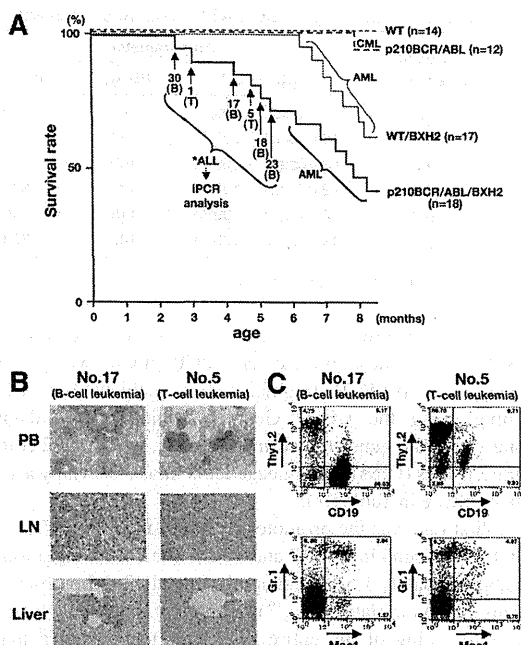 A
(%)
100
50
0
Survival rate
WT (n=14)
CML
p210BCR/ABL (n=12)
AML
WT/BXH2 (n=17)
30
(B)
1
(T)
17
(B)
5
(T)
18
(B)
23
(B)
*ALL
iPCR
analysis
AML
p210BCR/ABL/BXH2
(n=18)
0 1 2 3 4 5 6 7 8 (months)
age
B
No.17
(B-cell leukemia)
No.5
(T-cell leukemia)
PB
LN
Liver
C
No.17
(B-cell leukemia)
No.5
(T-cell leukemia)
Thy1.2
CD19
Thy1.2
CD19
Gr.1
Gr.1